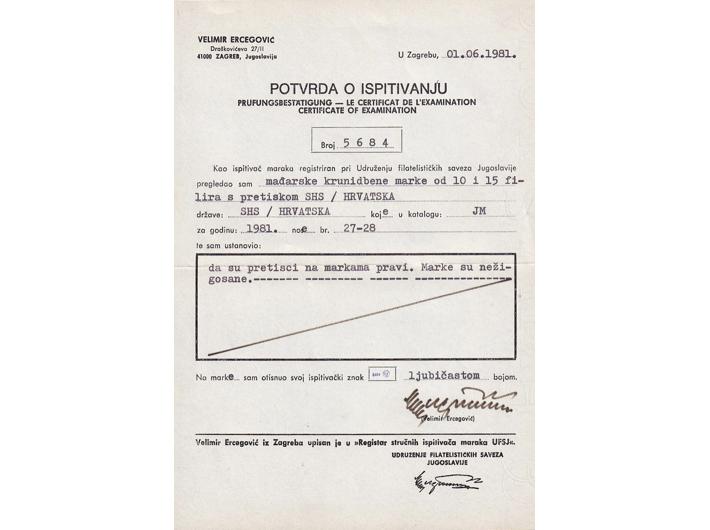 VELIMIR ERCEGOVIĆ
Draškovićeva 27/II
41000 ZAGREB, Jugoslavija
U Zagrebu, 01.06.1981.
POTVRDA O ISPITIVANJU
PRÜFUNGSBESTÄTIGUNG — LE CERTIFICAT DE L'EXAMINATION
CERTIFICATE OF EXAMINATION
Broj 5684
Kao ispitivač maraka registriran pri Udruženju filatelističkih saveza Jugoslavije
pregledao sam mađarske krunidbene marke od 10 i 15 fi-
lira s pretiskom SHS / HRVATSKA
države: SHS / HRVATSKA koje u katalogu: JM
za godinu: 1981. nose br. 27-28
te sam ustanovio:
da su pretisci na markama pravi. Marke su neži-
gosane.------- --------- ------ -------------
Na marke sam otisnuo svoj ispitivački znak ljubičastom bojom.
(Velimir Ercegović)
Velimir Ercegović iz Zagreba upisan je u »Registar stručnih ispitivača maraka UFSJ«.
UDRUŽENJE FILATELISTIČKIH SAVEZA
JUGOSLAVIJE